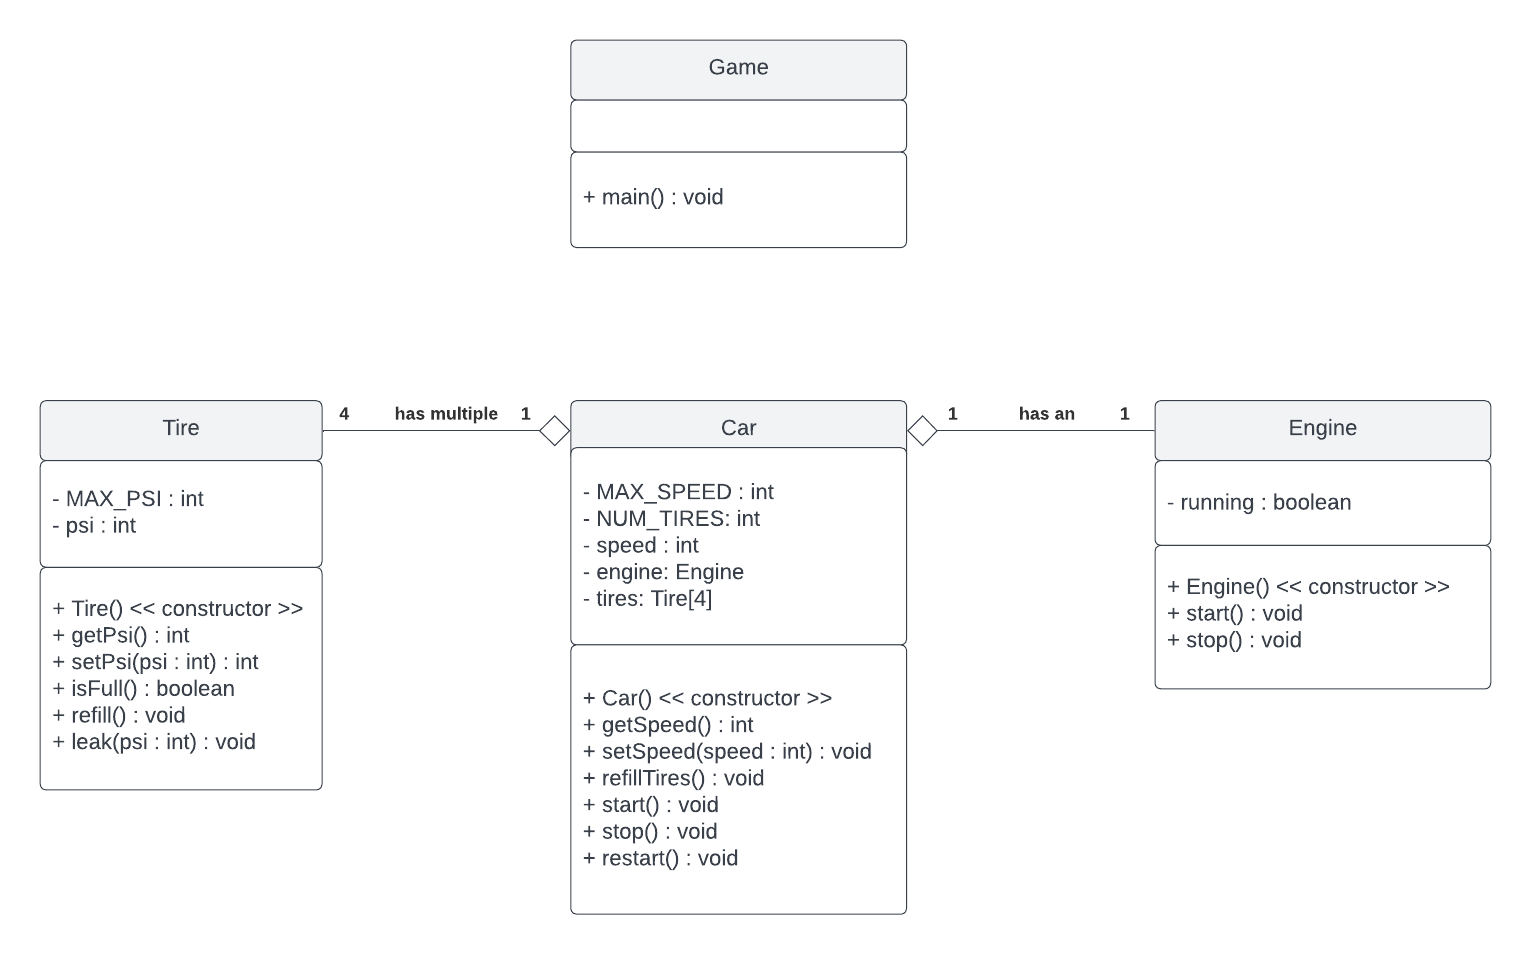 Game
+ main() : void
4 has multiple 1
1 has an 1
Tire
- MAX_PSI : int
- psi : int
+ Tire() << constructor >>
+ getPsi() : int
+ setPsi(psi : int) : int
+ isFull() : boolean
+ refill() : void
+ leak(psi : int) : void
Car
- MAX_SPEED : int
- NUM_TIRES: int
- speed : int
- engine: Engine
- tires: Tire[4]
+ Car() << constructor >>
+ getSpeed() : int
+ setSpeed(speed : int) : void
+ refillTires() : void
+ start() : void
+ stop() : void
+ restart() : void
Engine
- running : boolean
+ Engine() << constructor >>
+ start() : void
+ stop() : void